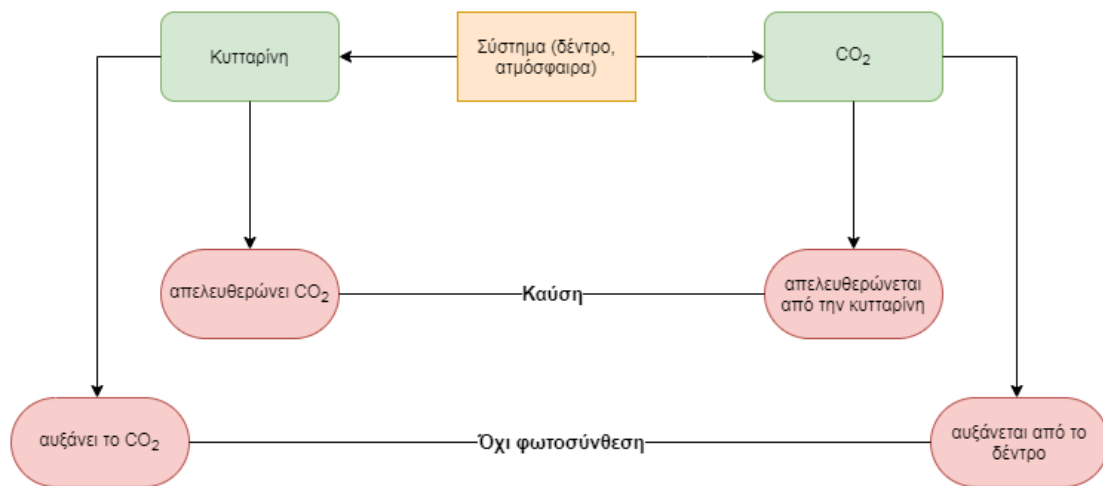 Κυτταρίνη
Σύστημα (δέντρο,
ατμόσφαιρα)
CO₂
απελευθερώνει CO₂
Καύση
απελευθερώνεται
από την κυτταρίνη
αυξάνει το CO₂
Όχι φωτοσύνθεση
αυξάνεται από το
δέντρο